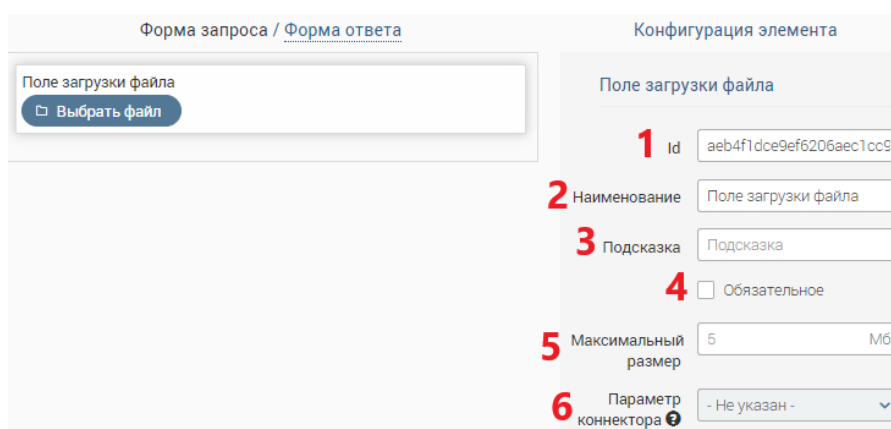 Форма запроса / Форма ответа
Поле загрузки файла
Выбрать файл
Конфигурация элемента
Поле загрузки файла
1 Id aeb4f1dce9ef6206aec1cc9
2 Наименование Поле загрузки файла
3 Подсказка Подсказка
4 Обязательное
5 Максимальный размер 5 Мб
6 Параметр коннектора ? - Не указан -